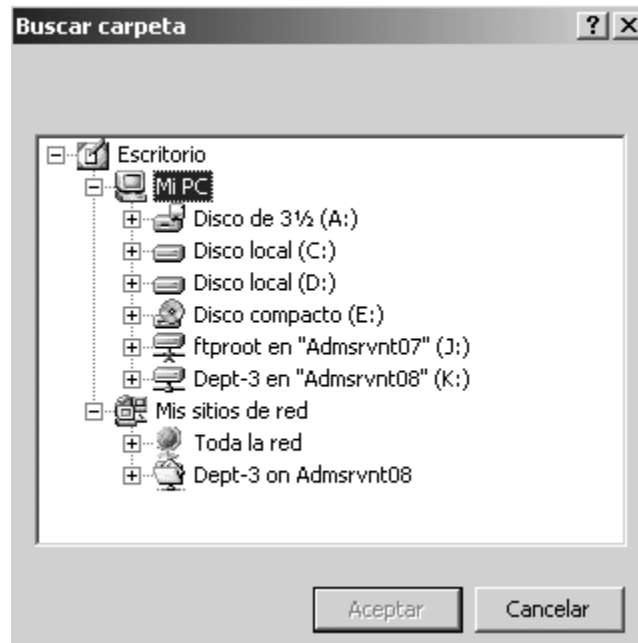 Buscar carpeta
Escritorio
Mi PC
Disco de 3½ (A:)
Disco local (C:)
Disco local (D:)
Disco compacto (E:)
ftproot en "Admsrvnt07" (J:)
Dept-3 en "Admsrvnt08" (K:)
Mis sitios de red
Toda la red
Dept-3 on Admsrvnt08
Aceptar Cancelar